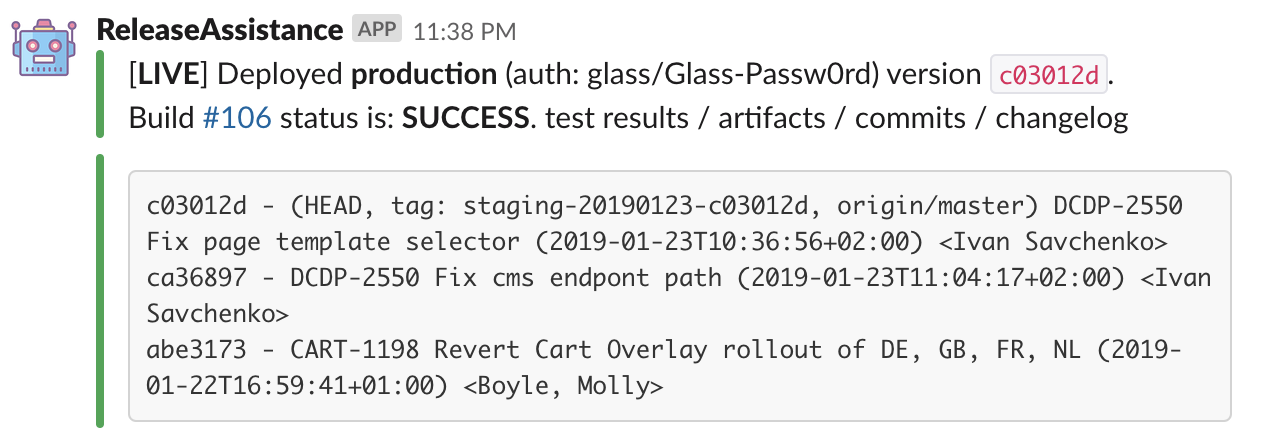 ReleaseAssistance APP 11:38 PM
[LIVE] Deployed production (auth: glass/Glass-Passw0rd) version c03012d.
Build #106 status is: SUCCESS. test results / artifacts / commits / changelog
c03012d - (HEAD, tag: staging-20190123-c03012d, origin/master) DCDP-2550
Fix page template selector (2019-01-23T10:36:56+02:00) <Ivan Savchenko>
ca36897 - DCDP-2550 Fix cms endpont path (2019-01-23T11:04:17+02:00) <Ivan
Savchenko>
abe3173 - CART-1198 Revert Cart Overlay rollout of DE, GB, FR, NL (2019-
01-22T16:59:41+01:00) <Boyle, Molly>